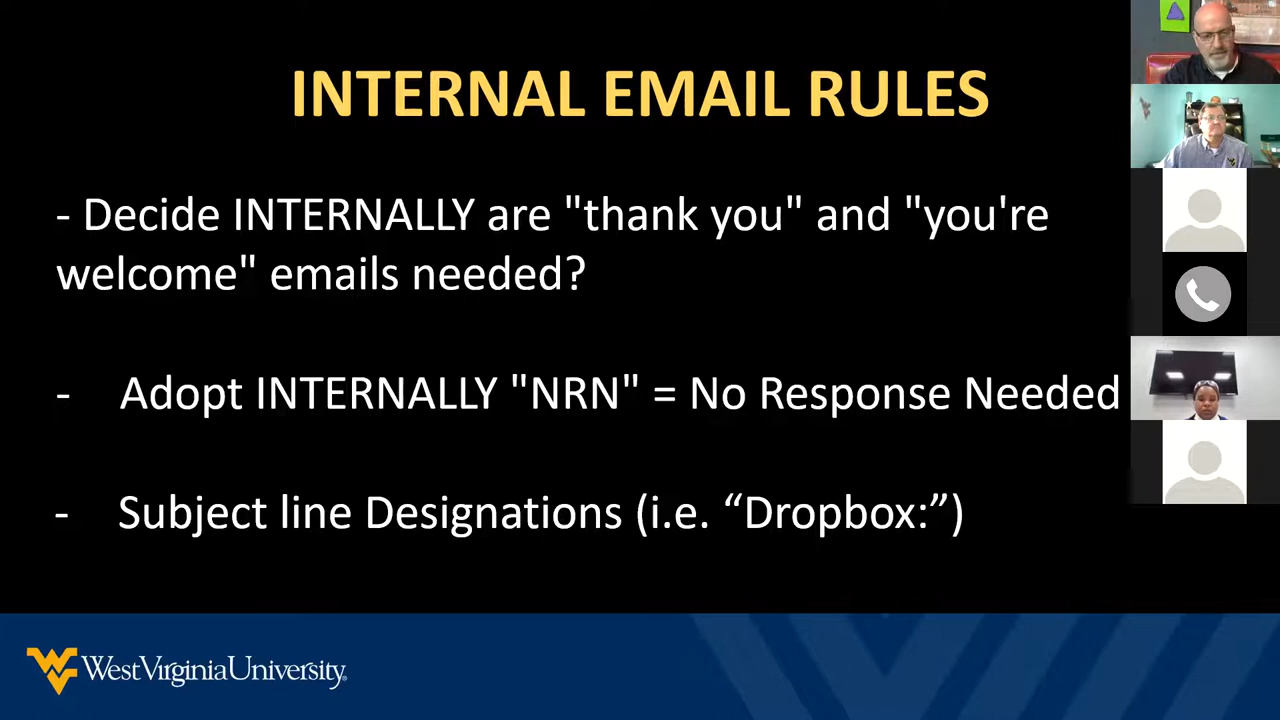 INTERNAL EMAIL RULES
- Decide INTERNALLY are "thank you" and "you're
welcome" emails needed?
- Adopt INTERNALLY "NRN" = No Response Needed
- Subject line Designations (i.e. “Dropbox:”)
WestVirginiaUniversity®